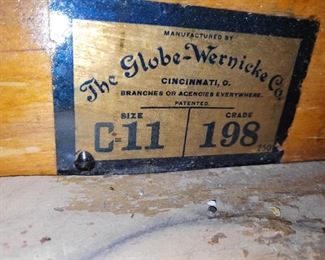 MANUFACTURED BY
The Globe-Wernicke Co.
CINCINNATI, O.
BRANCHES OR AGENCIES EVERYWHERE.
PATENTED.
SIZE GRADE
C-11 198